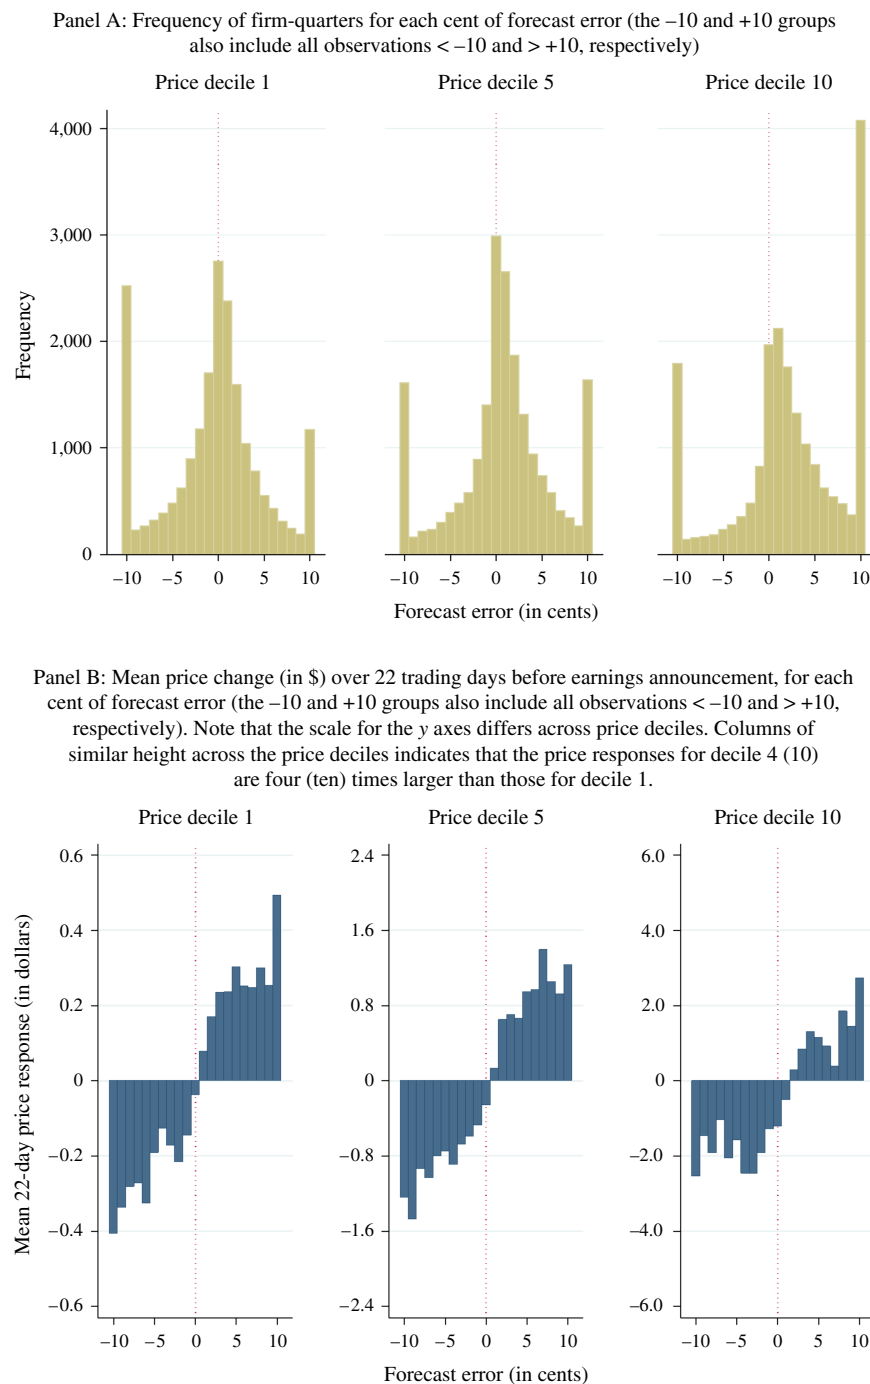 Panel A: Frequency of firm-quarters for each cent of forecast error (the –10 and +10 groups
also include all observations < –10 and > +10, respectively)
Price decile 1 Price decile 5 Price decile 10
4,000
3,000
2,000
1,000
0
Frequency
–10 –5 0 5 10 –10 –5 0 5 10 –10 –5 0 5 10
Forecast error (in cents)
Panel B: Mean price change (in $) over 22 trading days before earnings announcement, for each
cent of forecast error (the –10 and +10 groups also include all observations < –10 and > +10,
respectively). Note that the scale for the y axes differs across price deciles. Columns of
similar height across the price deciles indicates that the price responses for decile 4 (10)
are four (ten) times larger than those for decile 1.
Price decile 1 Price decile 5 Price decile 10
0.6 2.4 6.0
0.4 1.6 4.0
0.2 0.8 2.0
0 0 0
–0.2 –0.8 –2.0
–0.4 –1.6 –4.0
–0.6 –2.4 –6.0
Mean 22-day price response (in dollars)
–10 –5 0 5 10 –10 –5 0 5 10 –10 –5 0 5 10
Forecast error (in cents)